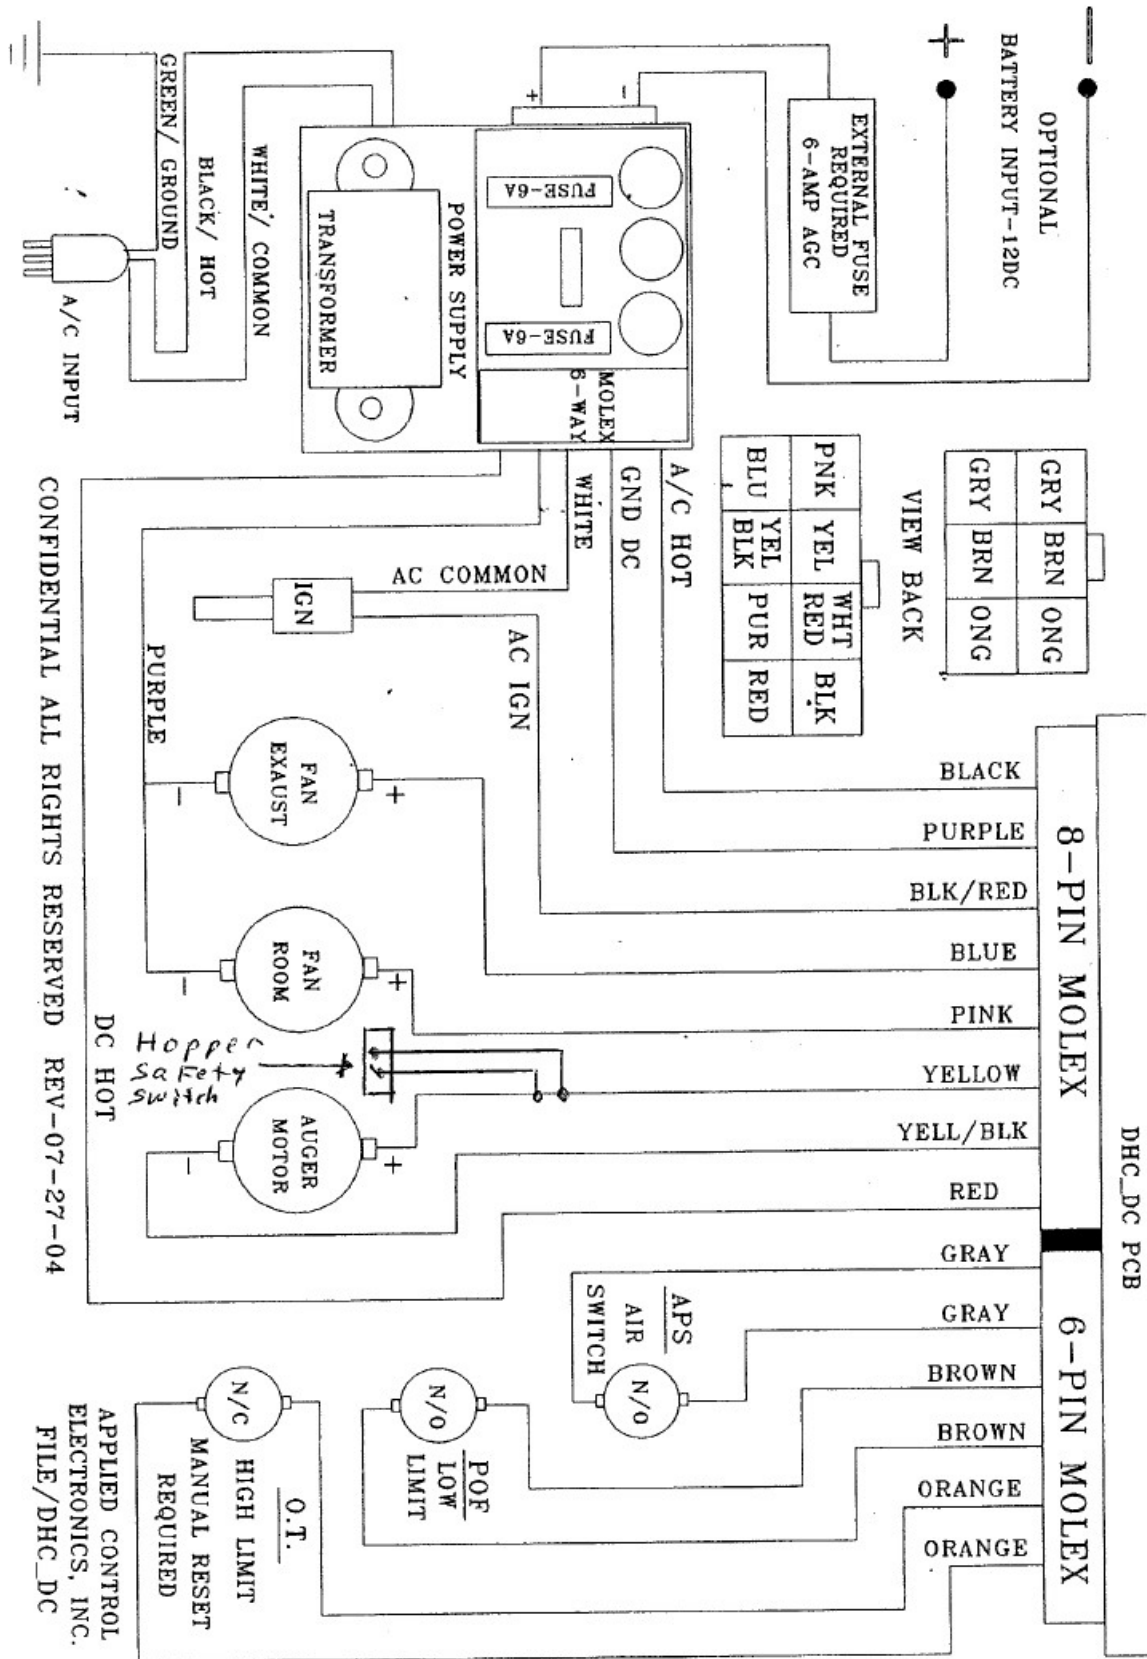 OPTIONAL
BATTERY INPUT-12DC
+
−
EXTERNAL FUSE
REQUIRED
6-AMP AGC
+
-
GREEN/ GROUND
BLACK/ HOT
WHITE/ COMMON
A/C INPUT
POWER SUPPLY
TRANSFORMER
FUSE-6A
FUSE-6A
MOLEX
6-WAY
GRY BRN ONG
GRY BRN ONG
VIEW BACK
PNK YEL WHT RED BLK
BLU YEL BLK PUR RED
A/C HOT
GND DC
WHITE
AC COMMON
AC IGN
IGN
PURPLE
DC HOT
FAN
EXAUST
+
-
FAN
ROOM
+
-
Hopper
Safety
Switch
AUGER
MOTOR
+
-
BLACK
PURPLE
BLK/RED
BLUE
PINK
YELLOW
YELL/BLK
RED
GRAY
GRAY
BROWN
BROWN
ORANGE
ORANGE
8-PIN MOLEX
6-PIN MOLEX
DHC_DC PCB
APS
AIR
SWITCH
N/O
POF
LOW
LIMIT
N/O
O.T.
HIGH LIMIT
MANUAL RESET
REQUIRED
N/C
CONFIDENTIAL ALL RIGHTS RESERVED REV-07-27-04
APPLIED CONTROL
ELECTRONICS, INC.
FILE/DHC_DC